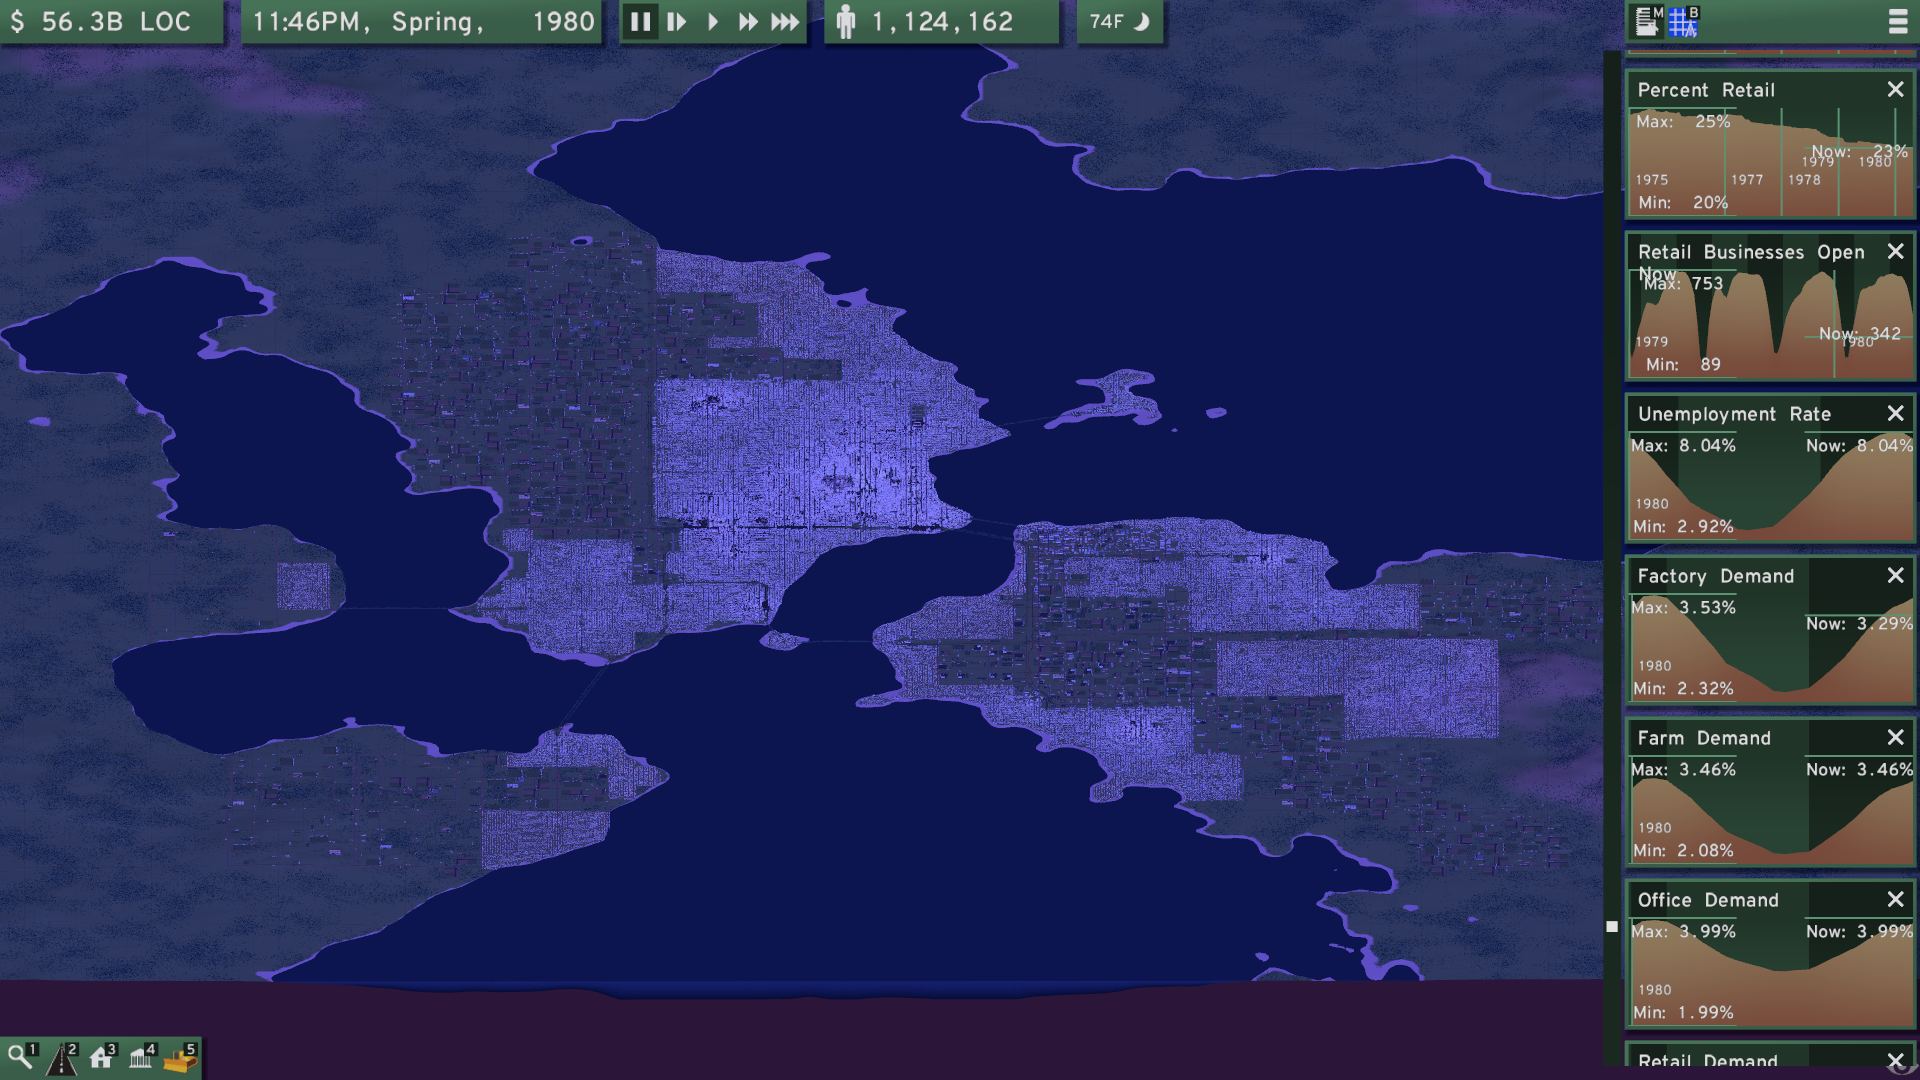 $ 56.3B LOC
11:46PM, Spring, 1980
1,124,162
74F
M
B
Percent Retail
Max: 25%
Now: 23%
1979 1980
1975 1977 1978
Min: 20%
Retail Businesses Open
Now
Max: 753
Now: 342
1979 1980
Min: 89
Unemployment Rate
Max: 8.04% Now: 8.04%
1980
Min: 2.92%
Factory Demand
Max: 3.53%
Now: 3.29%
1980
Min: 2.32%
Farm Demand
Max: 3.46% Now: 3.46%
1980
Min: 2.08%
Office Demand
Max: 3.99% Now: 3.99%
1980
Min: 1.99%
Retail Demand
1 2 3 4 5